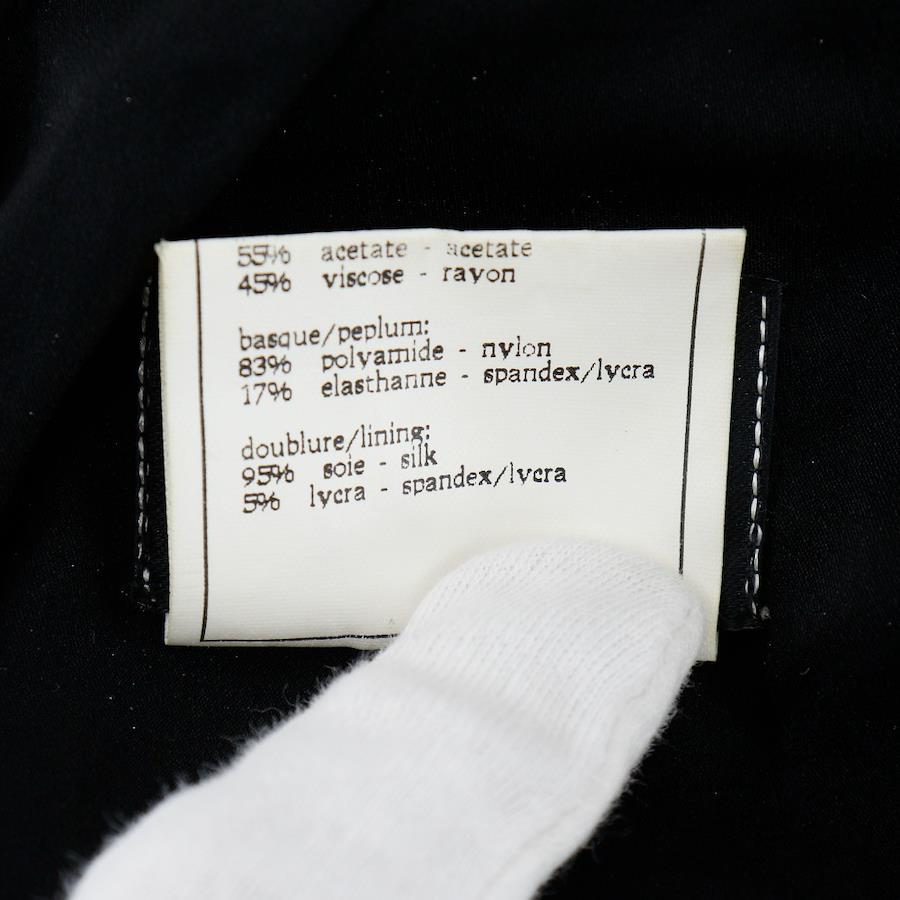 55% acetate - acetate
45% viscose - rayon
basque/peplum:
83% polyamide - nylon
17% elasthanne - spandex/lycra
doublure/lining:
95% soie - silk
5% lycra - spandex/lycra